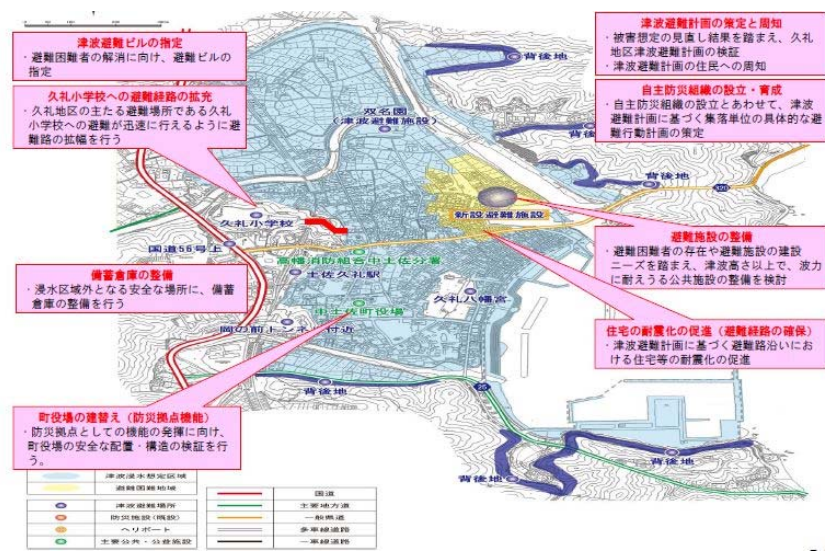 津波避難ビルの指定
・避難困難者の解消に向け、避難ビルの
指定
久礼小学校への避難経路の拡充
・久礼地区の主たる避難場所である久礼
小学校への避難が迅速に行えるように避
難路の拡幅を行う
備蓄倉庫の整備
・浸水区域外となる安全な場所に、備蓄
倉庫の整備を行う
町役場の建替え（防災拠点機能）
・防災拠点としての機能の発揮に向け、
町役場の安全な配置・構造の検証を行
う。
津波避難計画の策定と周知
・被害想定の見直し結果を踏まえ、久礼
地区津波避難計画の検証
・津波避難計画の住民への周知
自主防災組織の設立・育成
・自主防災組織の設立とあわせて、津波
避難計画に基づく集落単位の具体的な避
難行動計画の策定
避難施設の整備
・避難困難者の存在や避難施設の建設
ニーズを踏まえ、津波高さ以上で、波力
に耐えうる公共施設の整備を検討
住宅の耐震化の促進（避難経路の確保）
・津波避難計画に基づく避難路沿いにお
ける住宅等の耐震化の促進
背後地
双名園
（津波避難施設）
背後地
背後地
320
新設避難施設
久礼小学校
国道56号上
高幡消防組合中土佐分署
土佐久礼駅
久礼八幡宮
中土佐町役場
岡の前トンネル付近
背後地
25
背後地
背後地
津波浸水想定区域
避難困難地域
津波避難場所
防災施設(既設)
ヘリポート
主要公共・公益施設
国道
主要地方道
一般県道
多車線道路
一車線道路